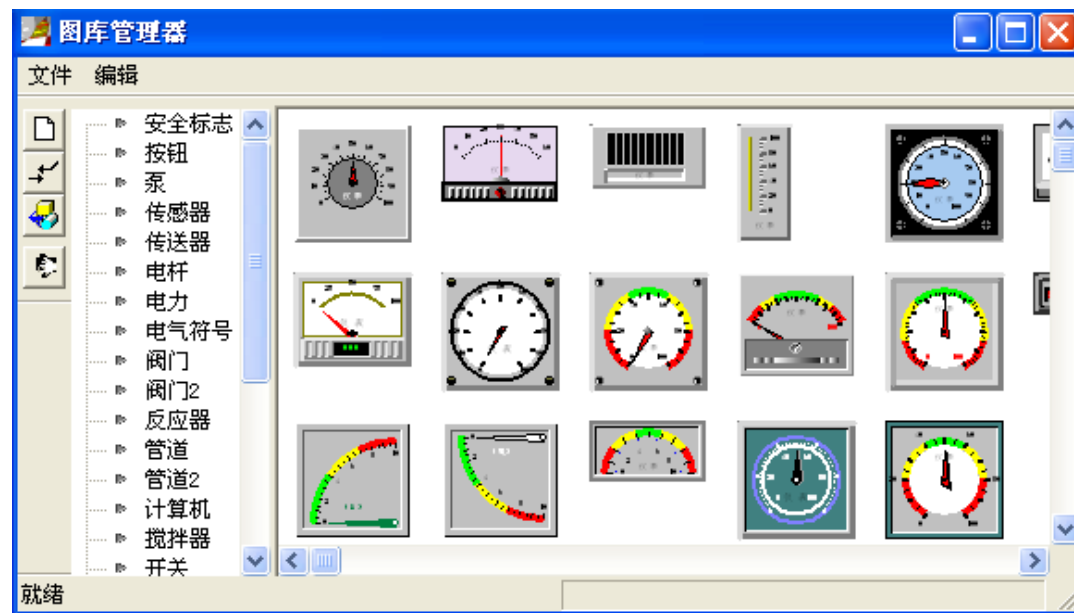 图库管理器
文件 编辑
安全标志
按钮
泵
传感器
传送器
电杆
电力
电气符号
阀门
阀门2
反应器
管道
管道2
计算机
搅拌器
开关
就绪